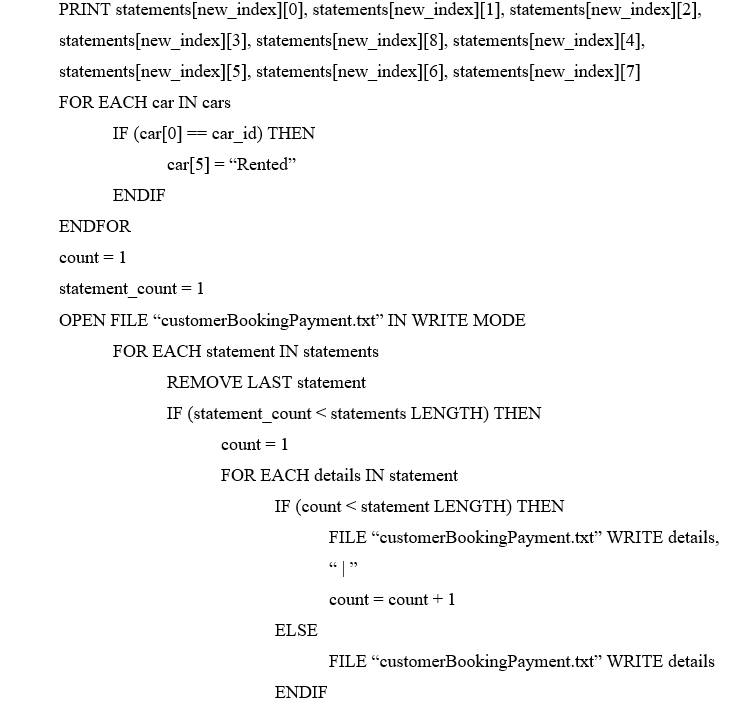 PRINT statements[new_index][0], statements[new_index][1], statements[new_index][2],
statements[new_index][3], statements[new_index][8], statements[new_index][4],
statements[new_index][5], statements[new_index][6], statements[new_index][7]
FOR EACH car IN cars
IF (car[0] == car_id) THEN
car[5] = “Rented”
ENDIF
ENDFOR
count = 1
statement_count = 1
OPEN FILE “customerBookingPayment.txt” IN WRITE MODE
FOR EACH statement IN statements
REMOVE LAST statement
IF (statement_count < statements LENGTH) THEN
count = 1
FOR EACH details IN statement
IF (count < statement LENGTH) THEN
FILE “customerBookingPayment.txt” WRITE details,
“ | ”
count = count + 1
ELSE
FILE “customerBookingPayment.txt” WRITE details
ENDIF